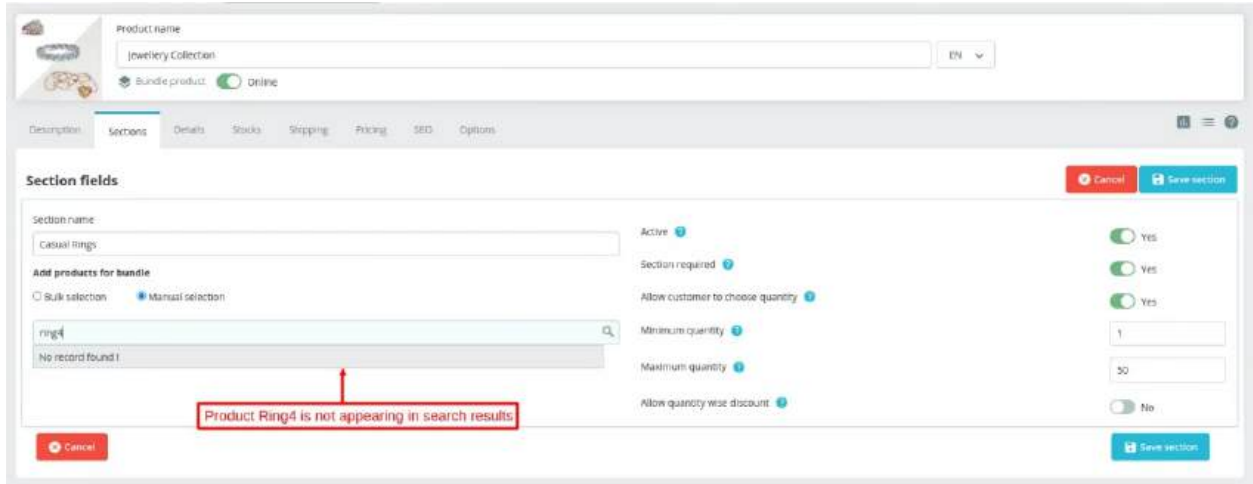 Product name
Jewellery Collection
EN
Bundle product
Online
Description
Sections
Details
Stocks
Shipping
Pricing
SEO
Options
Section fields
Cancel
Save section
Section name
Casual Rings
Add products for bundle
Bulk selection
Manual selection
ring4
No record found !
Product Ring4 is not appearing in search results
Active
Yes
Section required
Yes
Allow customer to choose quantity
Yes
Minimum quantity
1
Maximum quantity
50
Allow quantity wise discount
No
Cancel
Save section